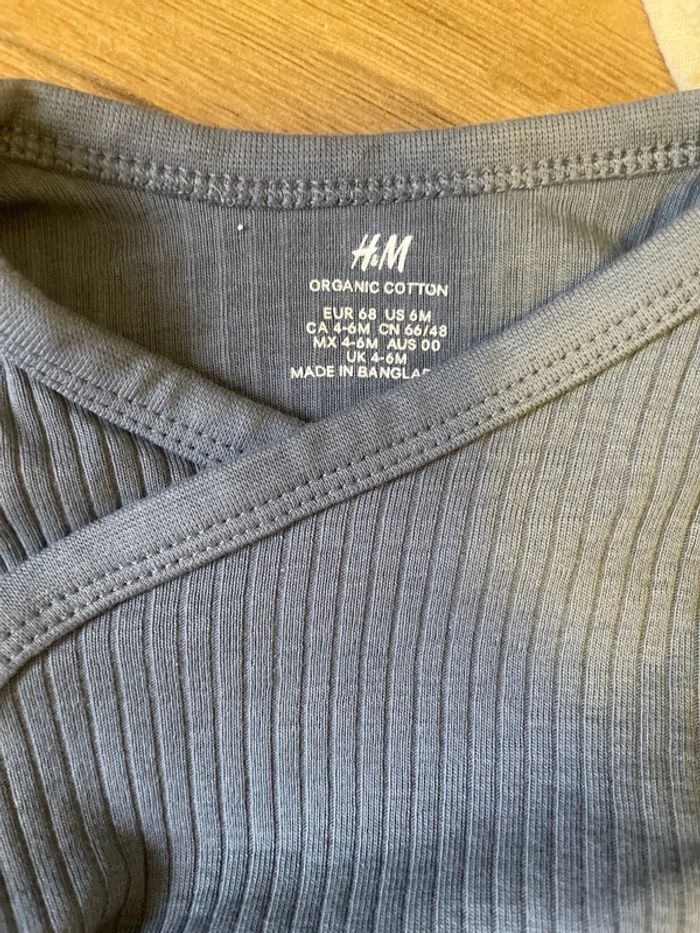 H&M
ORGANIC COTTON
EUR 68 US 6M
CA 4-6M CN 66/48
MX 4-6M AUS 00
UK 4-6M
MADE IN